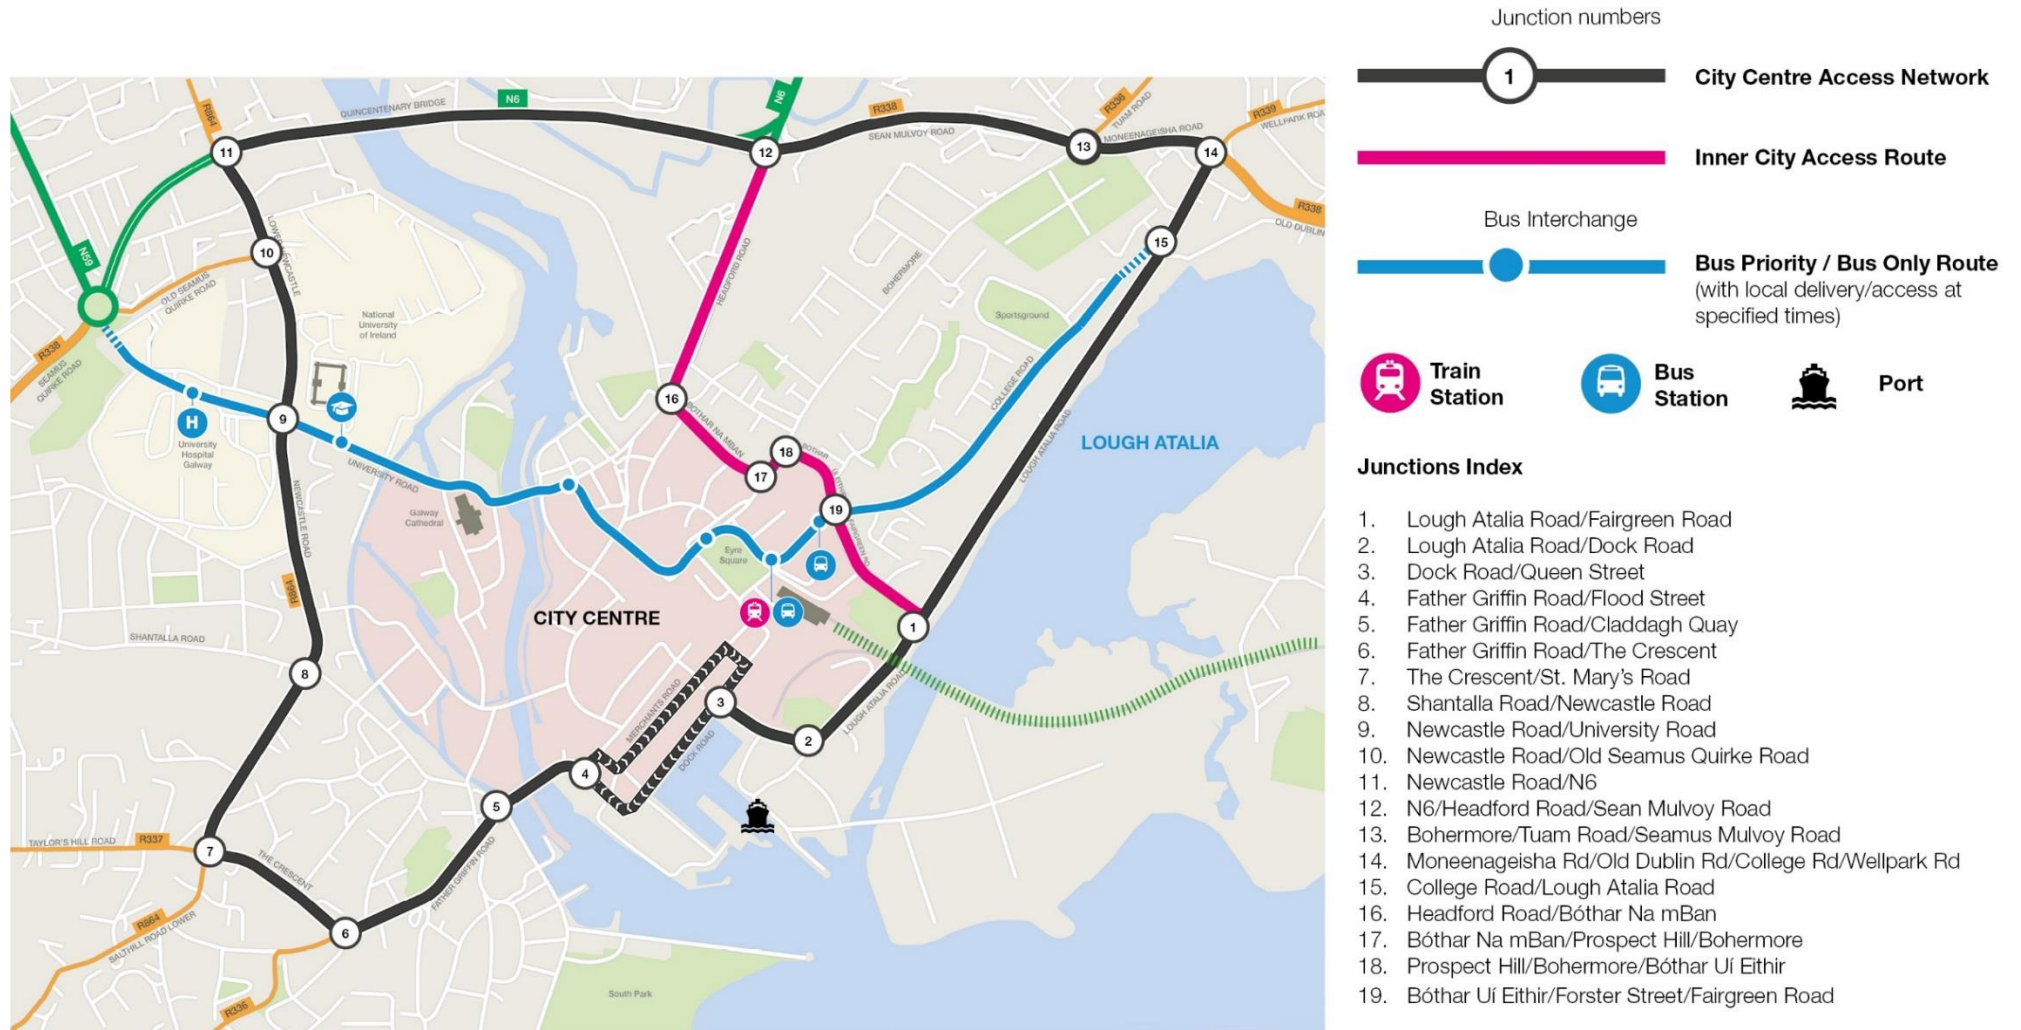 Junction numbers
1
City Centre Access Network
Inner City Access Route
Bus Interchange
Bus Priority / Bus Only Route
(with local delivery/access at
specified times)
Train
Station
Bus
Station
Port
Junctions Index
1. Lough Atalia Road/Fairgreen Road
2. Lough Atalia Road/Dock Road
3. Dock Road/Queen Street
4. Father Griffin Road/Flood Street
5. Father Griffin Road/Claddagh Quay
6. Father Griffin Road/The Crescent
7. The Crescent/St. Mary's Road
8. Shantalla Road/Newcastle Road
9. Newcastle Road/University Road
10. Newcastle Road/Old Seamus Quirke Road
11. Newcastle Road/N6
12. N6/Headford Road/Sean Mulvoy Road
13. Bohermore/Tuam Road/Seamus Mulvoy Road
14. Moneenageisha Rd/Old Dublin Rd/College Rd/Wellpark Rd
15. College Road/Lough Atalia Road
16. Headford Road/Bóthar Na mBan
17. Bóthar Na mBan/Prospect Hill/Bohermore
18. Prospect Hill/Bohermore/Bóthar Uí Eithir
19. Bóthar Uí Eithir/Forster Street/Fairgreen Road
R864
QUINCENTENARY BRIDGE
N6
N6
R338
SEAN MULVOY ROAD
R336
TUAM ROAD
MONEENAGEISHA ROAD
R339
WELLPARK ROA
11
12
13
14
R338
OLD DUBLIN
N59
10
LOWER NEWCASTLE
OLD SEAMUS
QUIRKE ROAD
15
HEADFORD ROAD
BOHERMORE
National
University
of Ireland
Sportsground
R338
SEAMUS
QUIRKE ROAD
COLLEGE ROAD
16
BOTHAR NA MBAN
9
H
University
Hospital
Galway
LOUGH ATALIA ROAD
LOUGH ATALIA
18
BOTHAR
17
UNIVERSITY ROAD
NEWCASTLE ROAD
Galway
Cathedral
19
FAIRGREEN RD
Eyre
Square
R864
CITY CENTRE
1
SHANTALLA ROAD
8
MERCHANTS ROAD
3
DOCK ROAD
2
LOUGH ATALIA ROAD
4
5
TAYLOR'S HILL ROAD
R337
7
THE CRESCENT
FATHER GRIFFIN ROAD
R864
SALTHILL ROAD LOWER
6
R336
South Park